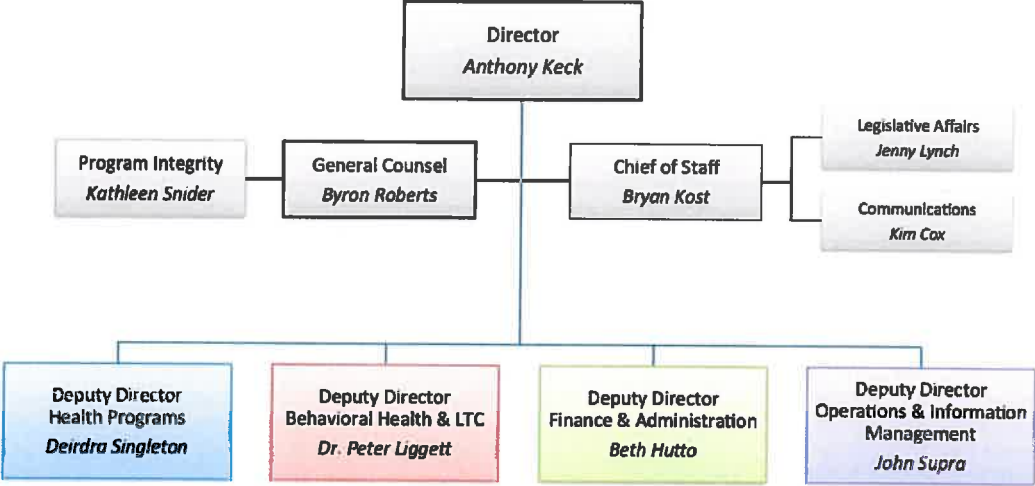 Director
Anthony Keck
Program Integrity
Kathleen Snider
General Counsel
Byron Roberts
Chief of Staff
Bryan Kost
Legislative Affairs
Jenny Lynch
Communications
Kim Cox
Deputy Director
Health Programs
Deirdra Singleton
Deputy Director
Behavioral Health & LTC
Dr. Peter Liggett
Deputy Director
Finance & Administration
Beth Hutto
Deputy Director
Operations & Information
Management
John Supra